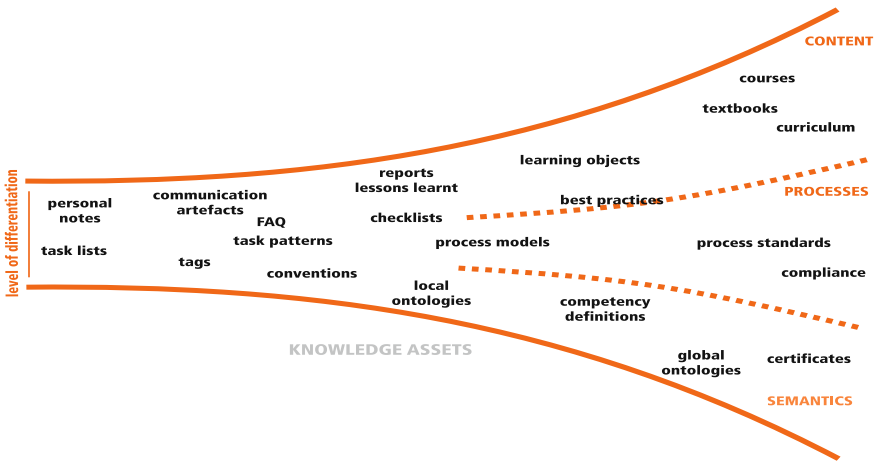 CONTENT
courses
textbooks
curriculum
learning objects
reports
lessons learnt
level of differentiation
personal
notes
communication
artefacts
best practices
PROCESSES
FAQ
checklists
task lists
task patterns
process models
process standards
tags
conventions
compliance
local
ontologies
competency
definitions
KNOWLEDGE ASSETS
global
ontologies
certificates
SEMANTICS